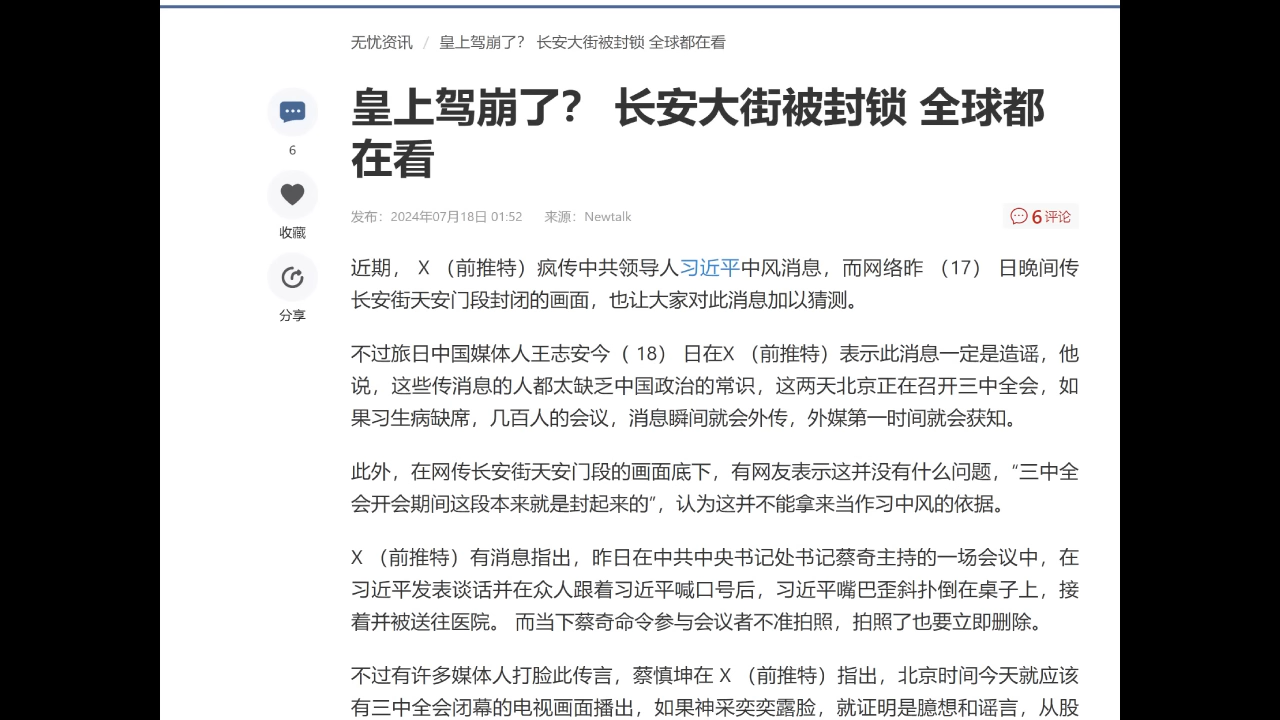 无忧资讯 / 皇上驾崩了？ 长安大街被封锁 全球都在看
皇上驾崩了？ 长安大街被封锁 全球都
在看
6
收藏
分享
发布：2024年07月18日 01:52 来源：Newtalk
6评论
近期， X （前推特）疯传中共领导人习近平中风消息，而网络昨 （17） 日晚间传
长安街天安门段封闭的画面，也让大家对此消息加以猜测。
不过旅日中国媒体人王志安今（ 18） 日在X （前推特）表示此消息一定是造谣，他
说，这些传消息的人都太缺乏中国政治的常识，这两天北京正在召开三中全会，如
果习生病缺席，几百人的会议，消息瞬间就会外传，外媒第一时间就会获知。
此外，在网传长安街天安门段的画面底下，有网友表示这并没有什么问题，“三中全
会开会期间这段本来就是封起来的”，认为这并不能拿来当作习中风的依据。
X （前推特）有消息指出，昨日在中共中央书记处书记蔡奇主持的一场会议中，在
习近平发表谈话并在众人跟着习近平喊口号后，习近平嘴巴歪斜扑倒在桌子上，接
着并被送往医院。 而当下蔡奇命令参与会议者不准拍照，拍照了也要立即删除。
不过有许多媒体人打脸此传言，蔡慎坤在 X （前推特）指出，北京时间今天就应该
有三中全会闭幕的电视画面播出，如果神采奕奕露脸，就证明是臆想和谣言，从股